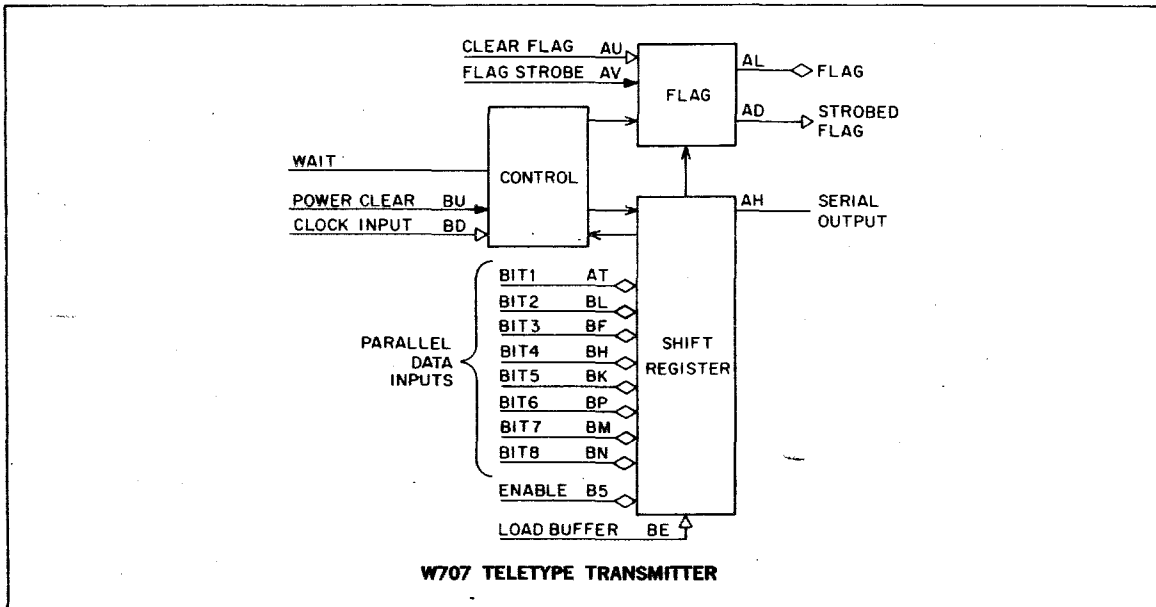 CLEAR FLAG AU
FLAG STROBE AV
FLAG
AL
FLAG
AD
STROBED
FLAG
WAIT
CONTROL
POWER CLEAR BU
CLOCK INPUT BD
AH
SERIAL
OUTPUT
PARALLEL
DATA
INPUTS
BIT1 AT
BIT2 BL
BIT3 BF
BIT4 BH
BIT5 BK
BIT6 BP
BIT7 BM
BIT8 BN
ENABLE B5
LOAD BUFFER BE
SHIFT
REGISTER
W707 TELETYPE TRANSMITTER